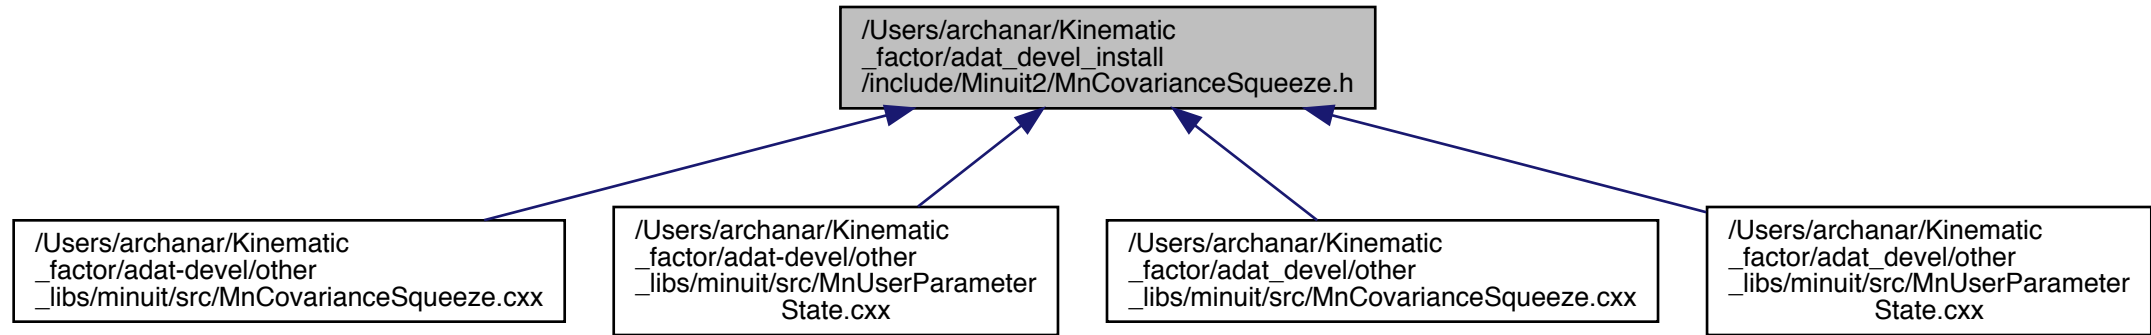 /Users/archanar/Kinematic
_factor/adat_devel_install
/include/Minuit2/MnCovarianceSqueeze.h
/Users/archanar/Kinematic
_factor/adat-devel/other
_libs/minuit/src/MnCovarianceSqueeze.cxx
/Users/archanar/Kinematic
_factor/adat-devel/other
_libs/minuit/src/MnUserParameter
State.cxx
/Users/archanar/Kinematic
_factor/adat_devel/other
_libs/minuit/src/MnCovarianceSqueeze.cxx
/Users/archanar/Kinematic
_factor/adat_devel/other
_libs/minuit/src/MnUserParameter
State.cxx